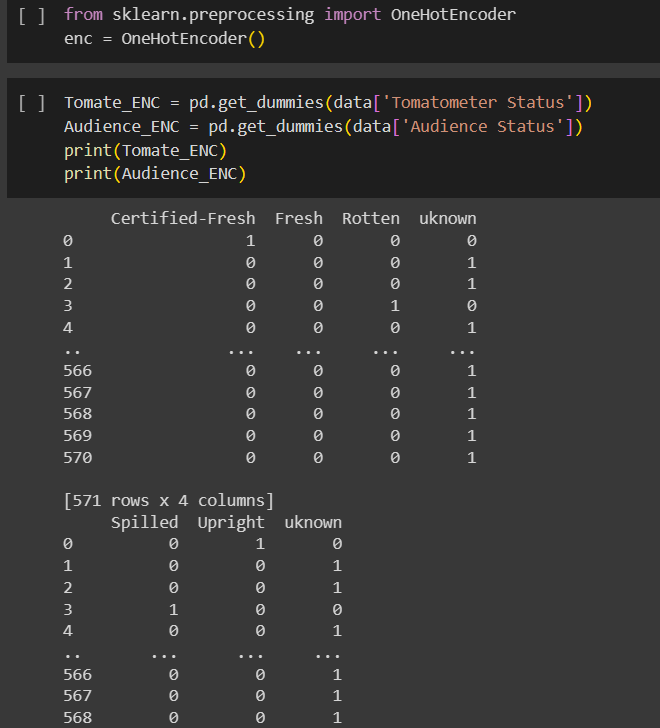 [ ] from sklearn.preprocessing import OneHotEncoder
enc = OneHotEncoder()
[ ] Tomate_ENC = pd.get_dummies(data['Tomatometer Status'])
Audience_ENC = pd.get_dummies(data['Audience Status'])
print(Tomate_ENC)
print(Audience_ENC)
Certified-Fresh Fresh Rotten uknown
0 1 0 0 0
1 0 0 0 1
2 0 0 0 1
3 0 0 1 0
4 0 0 0 1
.. ... ... ... ...
566 0 0 0 1
567 0 0 0 1
568 0 0 0 1
569 0 0 0 1
570 0 0 0 1
[571 rows x 4 columns]
Spilled Upright uknown
0 0 1 0
1 0 0 1
2 0 0 1
3 1 0 0
4 0 0 1
.. ... ... ...
566 0 0 1
567 0 0 1
568 0 0 1